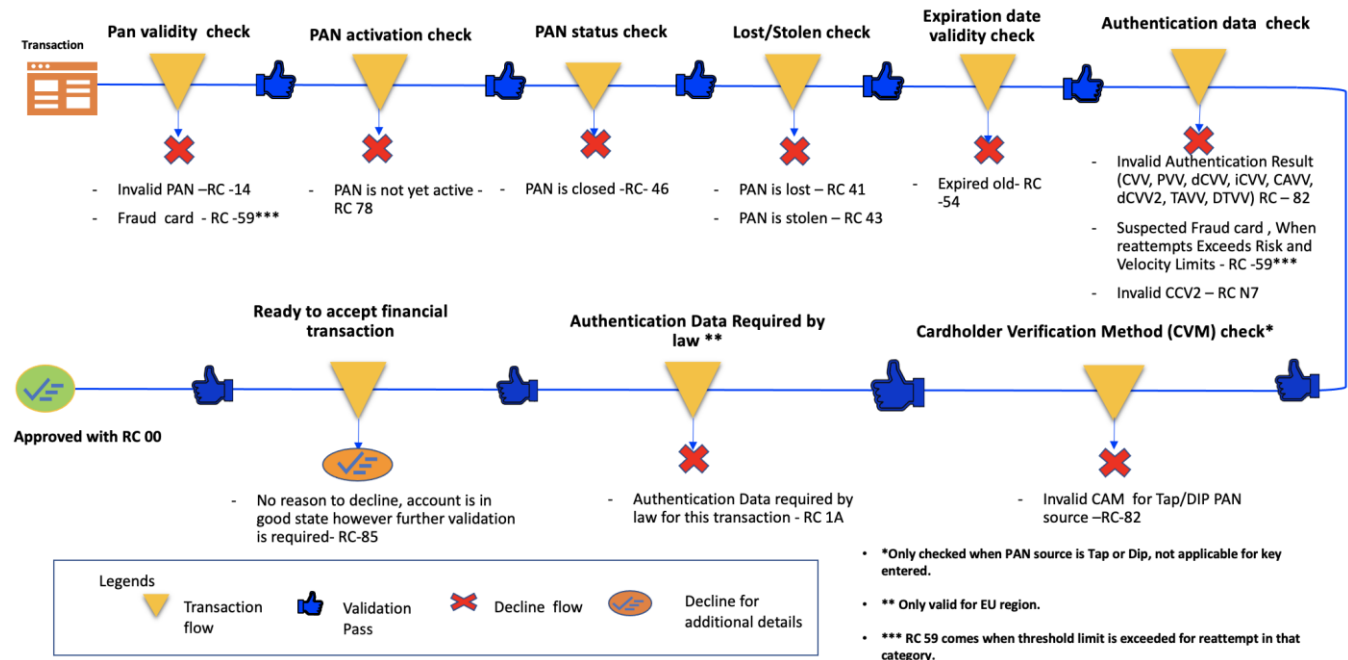 Transaction
Pan validity check
PAN activation check
PAN status check
Lost/Stolen check
Expiration date
validity check
Authentication data check
- Invalid PAN –RC -14
- Fraud card - RC -59***
- PAN is not yet active -
RC 78
- PAN is closed -RC- 46
- PAN is lost – RC 41
- PAN is stolen – RC 43
- Expired old- RC
-54
- Invalid Authentication Result
(CVV, PVV, dCVV, iCVV, CAVV,
dCVV2, TAVV, DTVV) RC – 82
- Suspected Fraud card , When
reattempts Exceeds Risk and
Velocity Limits - RC -59***
- Invalid CCV2 – RC N7
Ready to accept financial
transaction
Authentication Data Required by
law **
Cardholder Verification Method (CVM) check*
Approved with RC 00
- No reason to decline, account is in
good state however further validation
is required- RC-85
- Authentication Data required by
law for this transaction - RC 1A
- Invalid CAM for Tap/DIP PAN
source –RC-82
Legends
Transaction
flow
Validation
Pass
Decline flow
Decline for
additional details
• *Only checked when PAN source is Tap or Dip, not applicable for key
entered.
• ** Only valid for EU region.
• *** RC 59 comes when threshold limit is exceeded for reattempt in that
category.